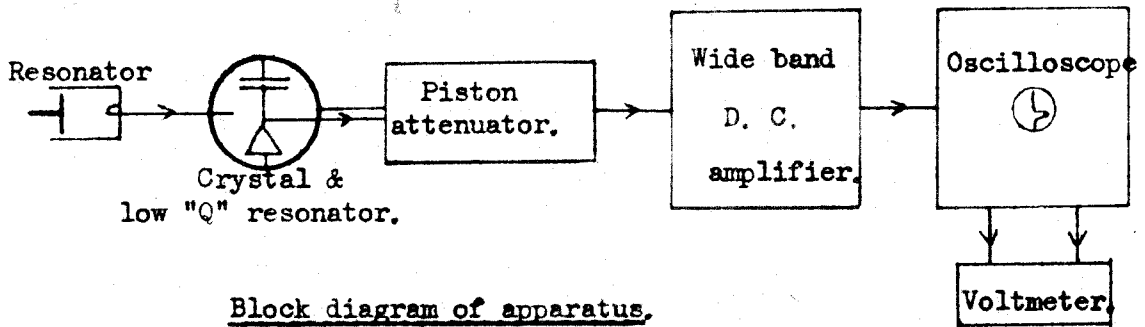 Resonator
Crystal &
low "Q" resonator.
Piston
attenuator.
Wide band
D. C.
amplifier.
Oscilloscope
Voltmeter.
Block diagram of apparatus.